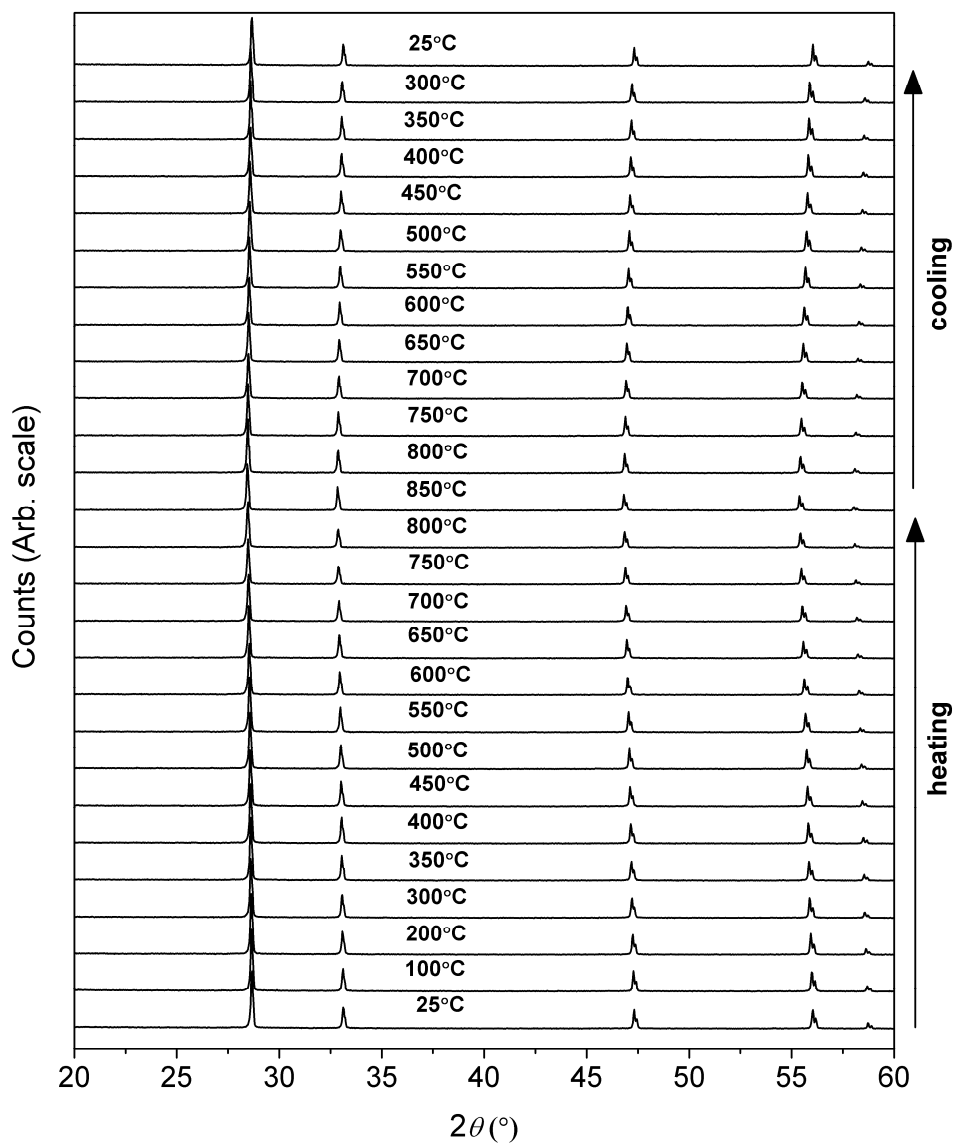 25°C
300°C
350°C
400°C
450°C
500°C
550°C
600°C
650°C
700°C
750°C
800°C
850°C
800°C
750°C
700°C
650°C
600°C
550°C
500°C
450°C
400°C
350°C
300°C
200°C
100°C
25°C
cooling
heating
Counts (Arb. scale)
20 25 30 35 40 45 50 55 60
2θ (°)